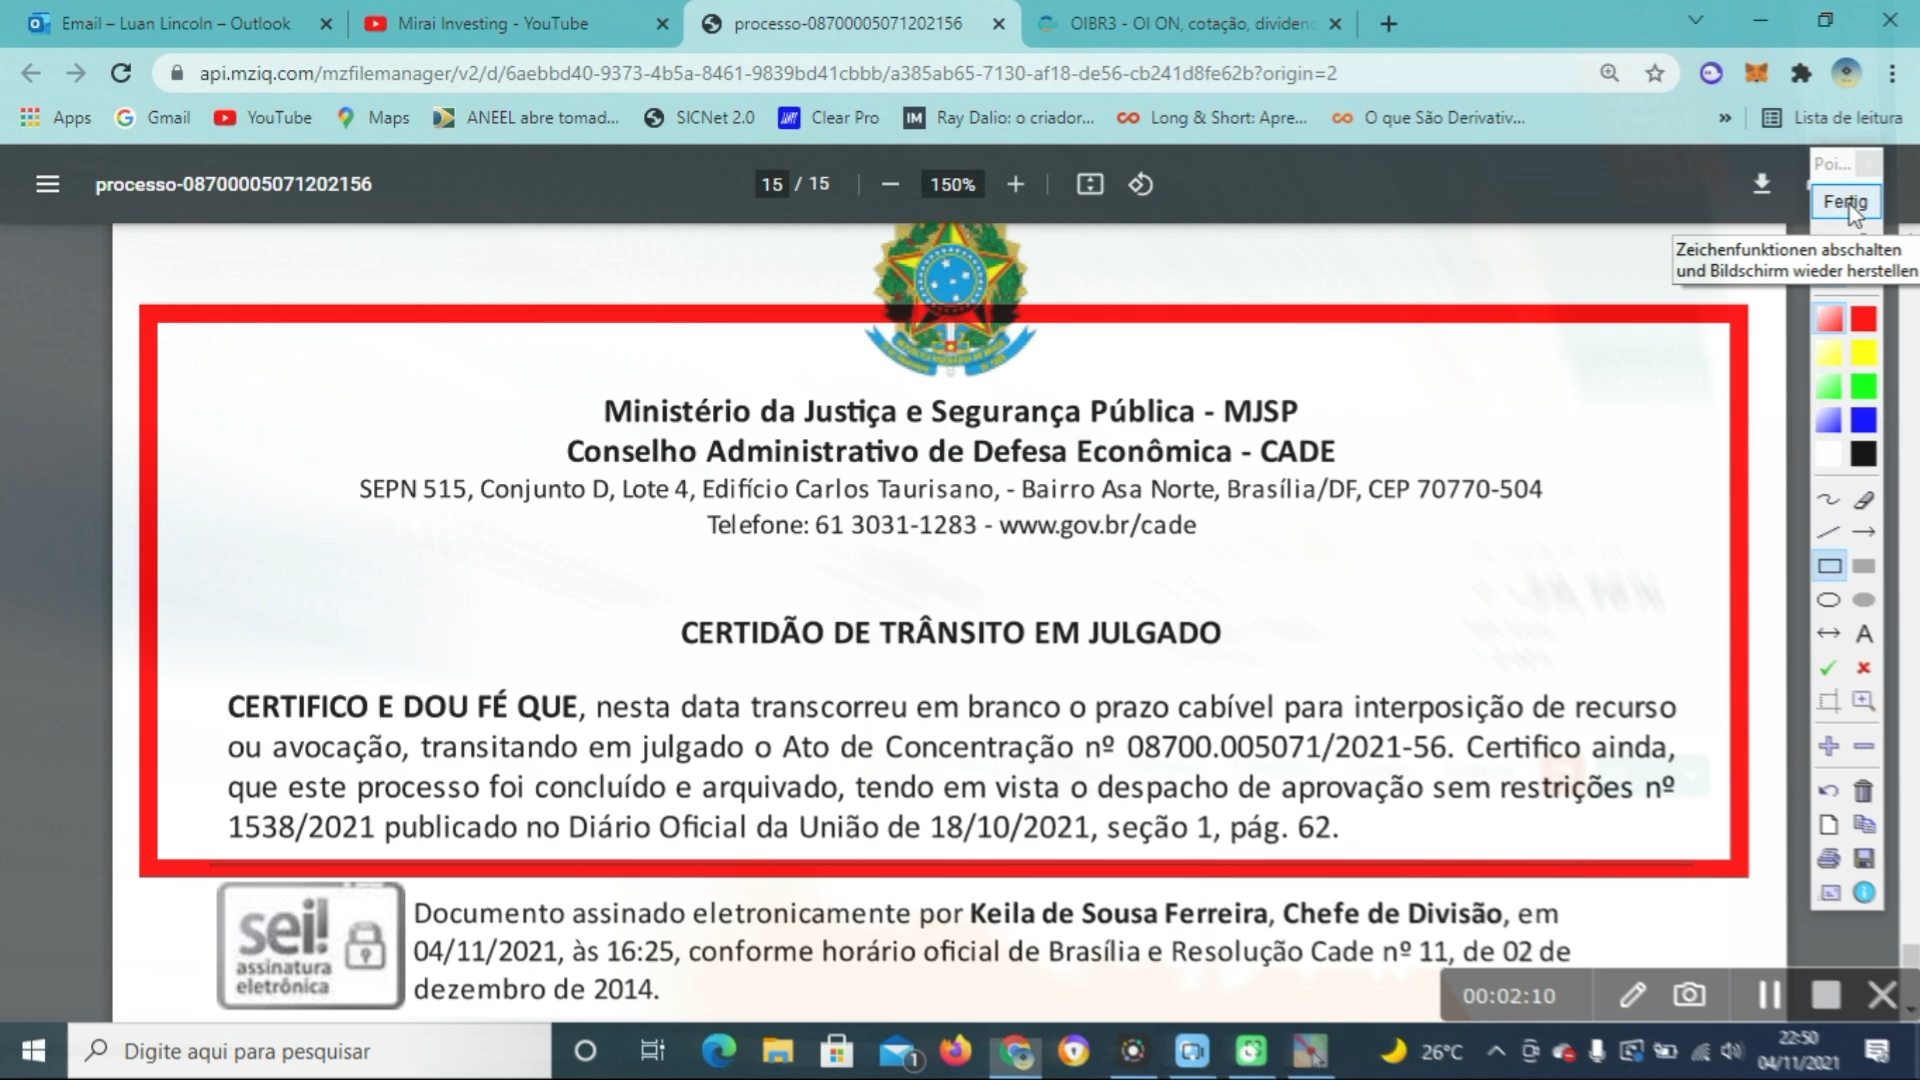 Email – Luan Lincoln – Outlook
Mirai Investing - YouTube
processo-08700005071202156
OIBR3 - OI ON, cotação, dividend
api.mziq.com/mzfilemanager/v2/d/6aebbd40-9373-4b5a-8461-9839bd41cbbb/a385ab65-7130-af18-de56-cb241d8fe62b?origin=2
Apps
Gmail
YouTube
Maps
ANEEL abre tomad...
SICNet 2.0
Clear Pro
IM
Ray Dalio: o criador...
Long & Short: Apre...
O que São Derivativ...
»
Lista de leitura
processo-08700005071202156
15 / 15
150%
Poi...
Fertig
Zeichenfunktionen abschalten
und Bildschirm wieder herstellen
Ministério da Justiça e Segurança Pública - MJSP
Conselho Administrativo de Defesa Econômica - CADE
SEPN 515, Conjunto D, Lote 4, Edifício Carlos Taurisano, - Bairro Asa Norte, Brasília/DF, CEP 70770-504
Telefone: 61 3031-1283 - www.gov.br/cade
CERTIDÃO DE TRÂNSITO EM JULGADO
CERTIFICO E DOU FÉ QUE, nesta data transcorreu em branco o prazo cabível para interposição de recurso
ou avocação, transitando em julgado o Ato de Concentração nº 08700.005071/2021-56. Certifico ainda,
que este processo foi concluído e arquivado, tendo em vista o despacho de aprovação sem restrições nº
1538/2021 publicado no Diário Oficial da União de 18/10/2021, seção 1, pág. 62.
sei!
assinatura
eletrônica
Documento assinado eletronicamente por Keila de Sousa Ferreira, Chefe de Divisão, em
04/11/2021, às 16:25, conforme horário oficial de Brasília e Resolução Cade nº 11, de 02 de
dezembro de 2014.
A
00:02:10
Digite aqui para pesquisar
1
26°C
22:50
04/11/2021